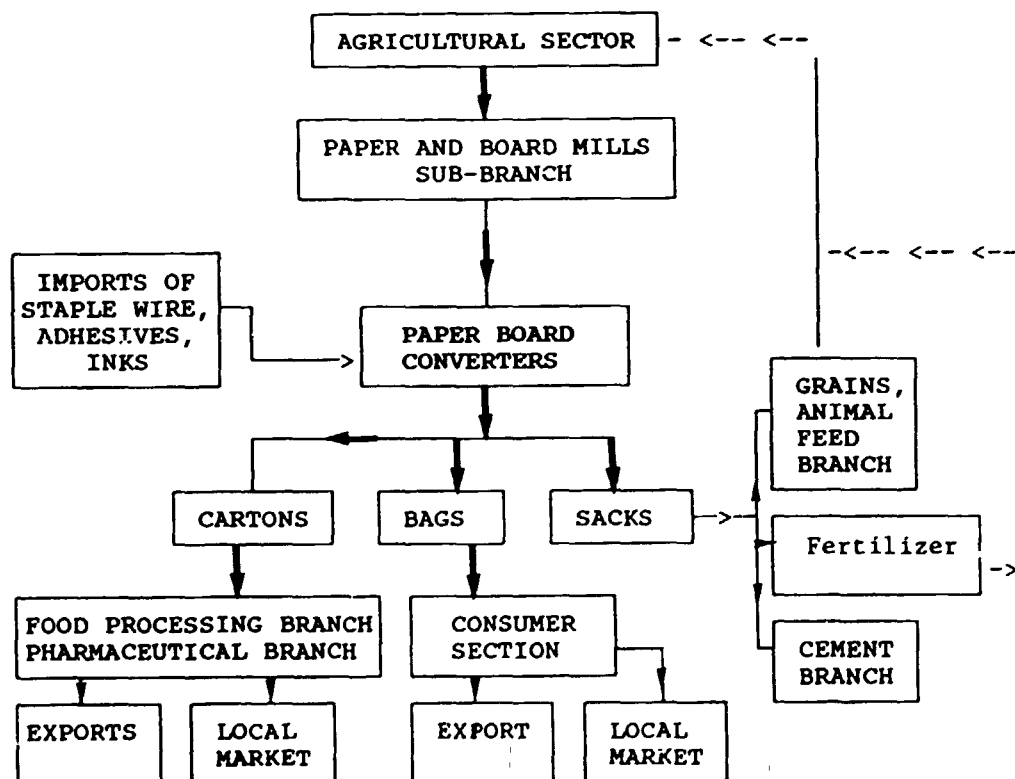 AGRICULTURAL SECTOR
PAPER AND BOARD MILLS
SUB-BRANCH
IMPORTS OF
STAPLE WIRE,
ADHESIVES,
INKS
PAPER BOARD
CONVERTERS
GRAINS,
ANIMAL
FEED
BRANCH
CARTONS
BAGS
SACKS
Fertilizer
FOOD PROCESSING BRANCH
PHARMACEUTICAL BRANCH
CONSUMER
SECTION
CEMENT
BRANCH
EXPORTS
LOCAL
MARKET
EXPORT
LOCAL
MARKET